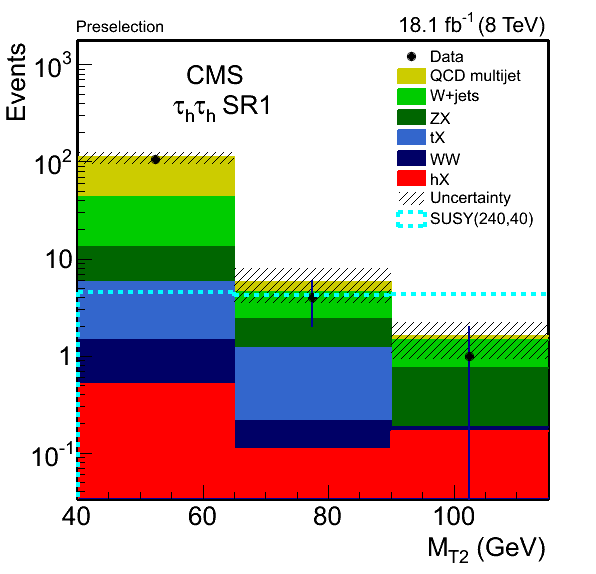 Preselection 18.1 fb⁻¹ (8 TeV)
Events
CMS
τₕτₕ SR1
Data
QCD multijet
W+jets
ZX
tX
WW
hX
Uncertainty
SUSY(240,40)
10³
10²
10
1
10⁻¹
40 60 80 100
M_T2 (GeV)